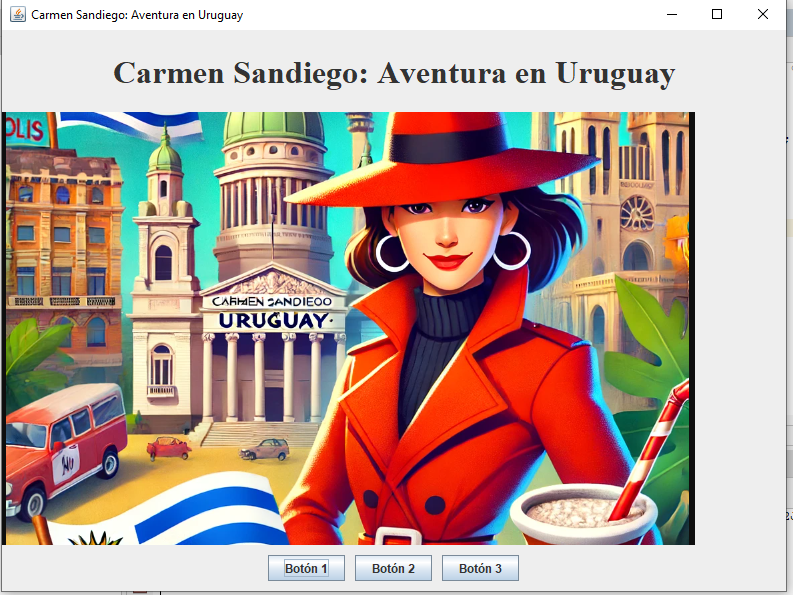 Carmen Sandiego: Aventura en Uruguay
Carmen Sandiego: Aventura en Uruguay
OLIS
CARMEN SANDIEGO
URUGUAY·
Botón 1
Botón 2
Botón 3